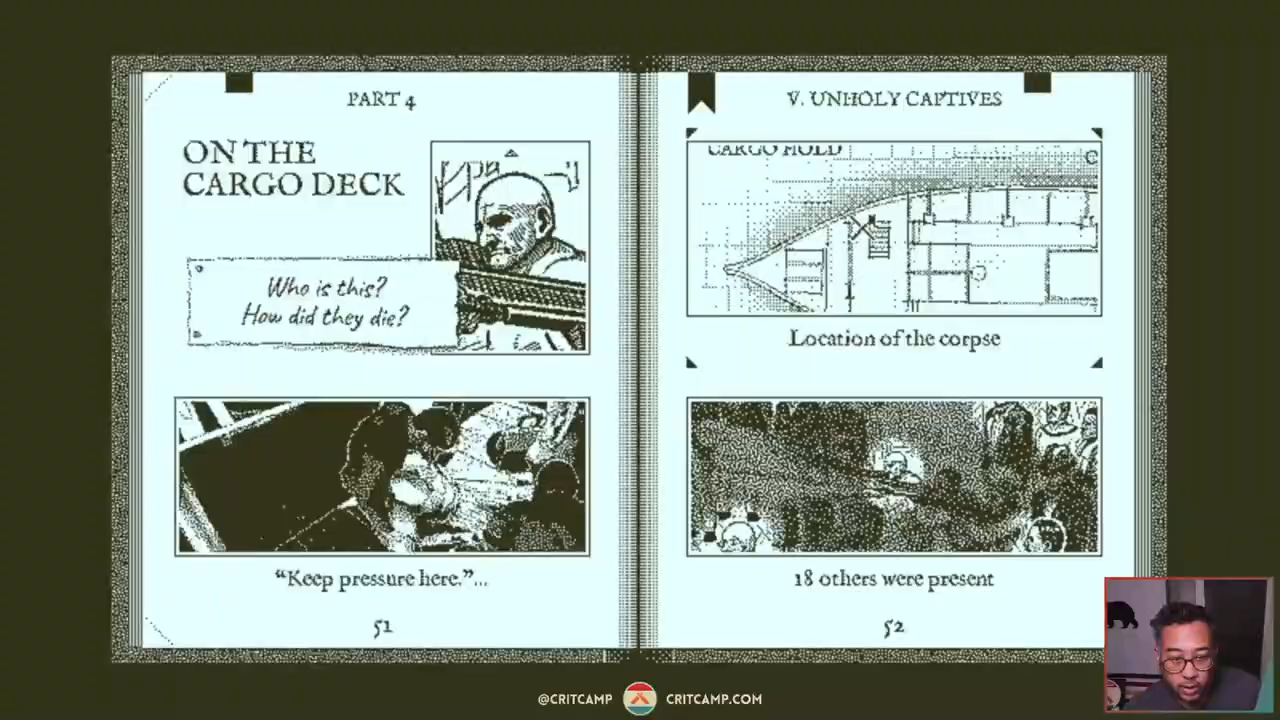 PART 4
ON THE
CARGO DECK
Who is this?
How did they die?
"Keep pressure here."...
51
V. UNHOLY CAPTIVES
CARGO HOLD
Location of the corpse
18 others were present
52
@CRITCAMP
CRITCAMP.COM